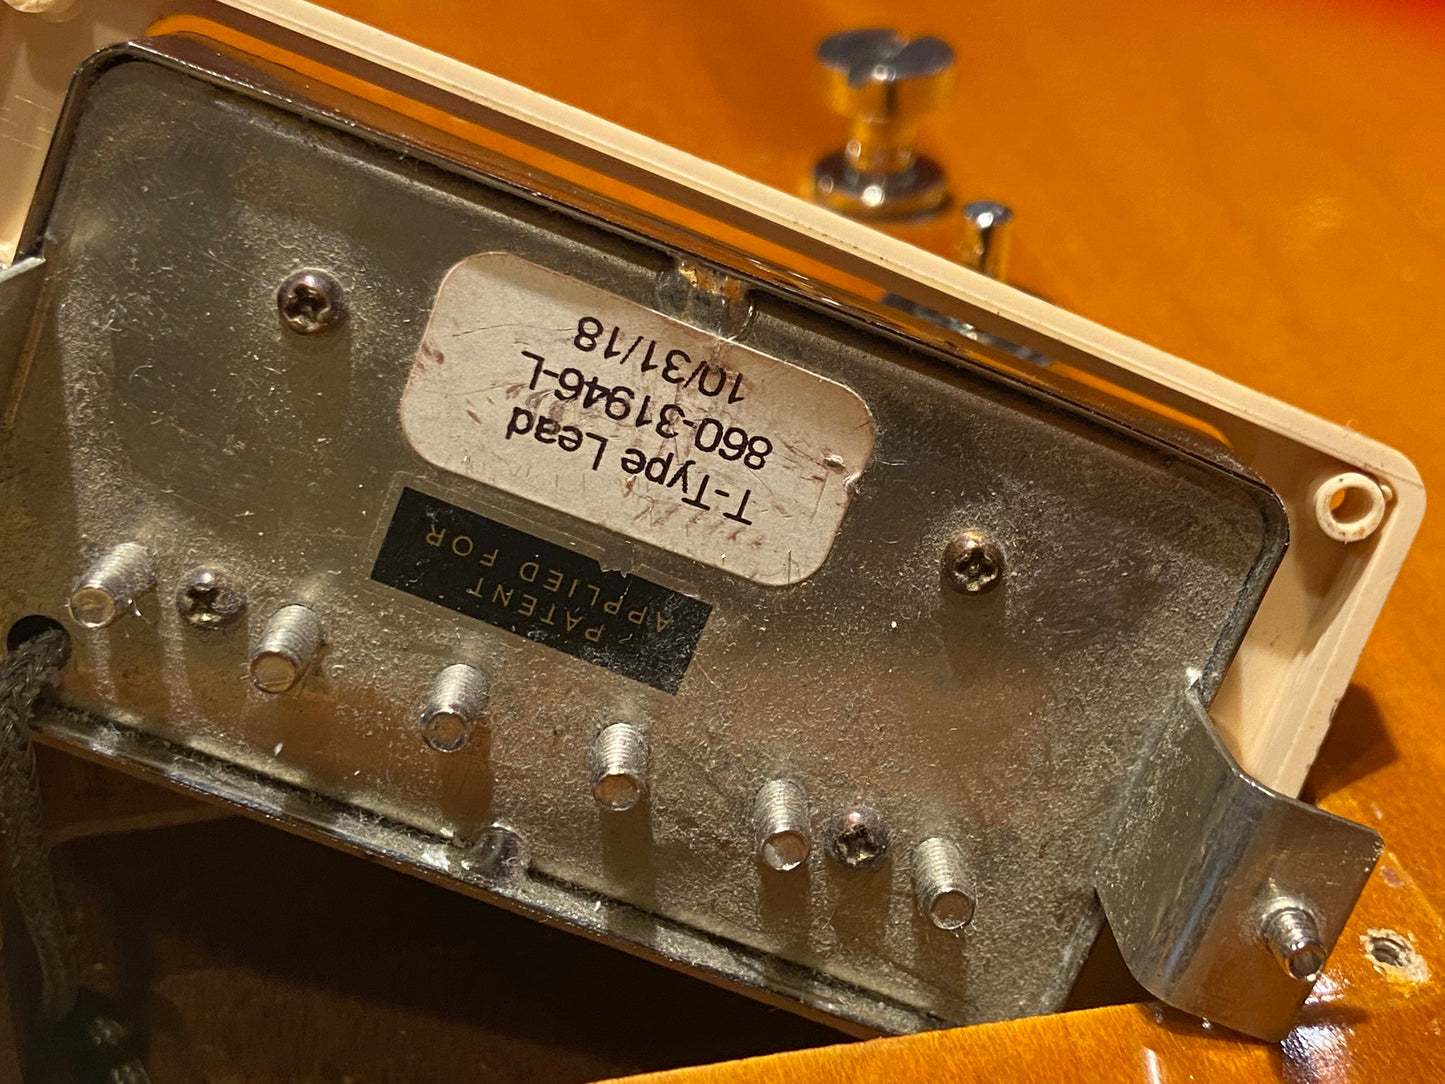 T-Type Lead
860-31946-L
10/31/18
PATENT
APPLIED FOR